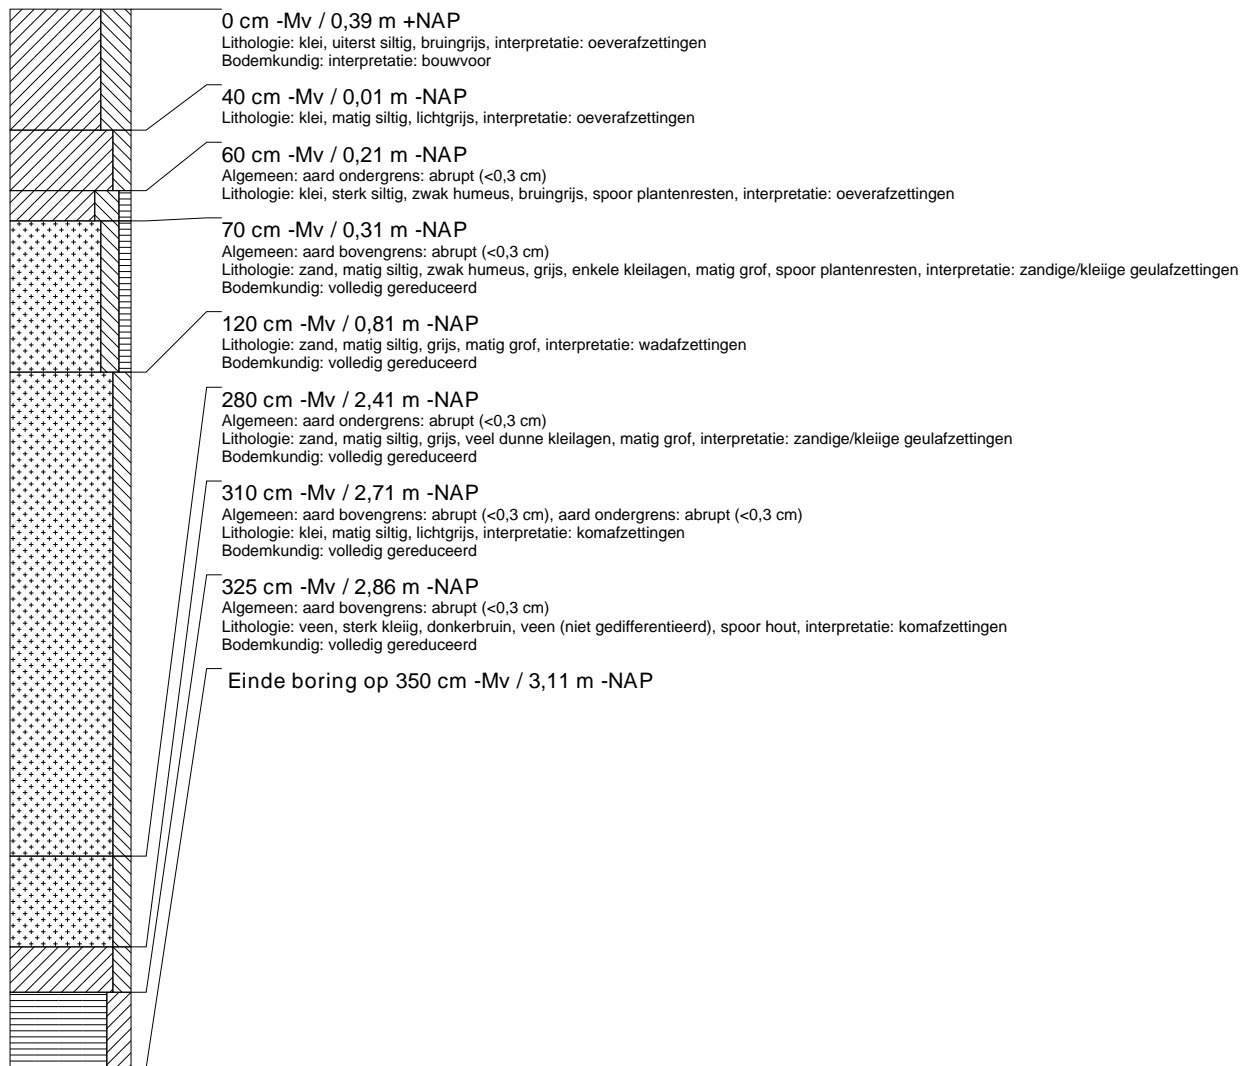 0 cm -Mv / 0,39 m +NAP
Lithologie: klei, uiterst siltig, bruingrijs, interpretatie: oeverafzettingen
Bodemkundig: interpretatie: bouwvoor
40 cm -Mv / 0,01 m -NAP
Lithologie: klei, matig siltig, lichtgrijs, interpretatie: oeverafzettingen
60 cm -Mv / 0,21 m -NAP
Algemeen: aard ondergrens: abrupt (<0,3 cm)
Lithologie: klei, sterk siltig, zwak humeus, bruingrijs, spoor plantenresten, interpretatie: oeverafzettingen
70 cm -Mv / 0,31 m -NAP
Algemeen: aard bovengrens: abrupt (<0,3 cm)
Lithologie: zand, matig siltig, zwak humeus, grijs, enkele kleilagen, matig grof, spoor plantenresten, interpretatie: zandige/kleiige geulafzettingen
Bodemkundig: volledig gereduceerd
120 cm -Mv / 0,81 m -NAP
Lithologie: zand, matig siltig, grijs, matig grof, interpretatie: wadafzettingen
Bodemkundig: volledig gereduceerd
280 cm -Mv / 2,41 m -NAP
Algemeen: aard ondergrens: abrupt (<0,3 cm)
Lithologie: zand, matig siltig, grijs, veel dunne kleilagen, matig grof, interpretatie: zandige/kleiige geulafzettingen
Bodemkundig: volledig gereduceerd
310 cm -Mv / 2,71 m -NAP
Algemeen: aard bovengrens: abrupt (<0,3 cm), aard ondergrens: abrupt (<0,3 cm)
Lithologie: klei, matig siltig, lichtgrijs, interpretatie: komafzettingen
Bodemkundig: volledig gereduceerd
325 cm -Mv / 2,86 m -NAP
Algemeen: aard bovengrens: abrupt (<0,3 cm)
Lithologie: veen, sterk kleiig, donkerbruin, veen (niet gedifferentieerd), spoor hout, interpretatie: komafzettingen
Bodemkundig: volledig gereduceerd
Einde boring op 350 cm -Mv / 3,11 m -NAP